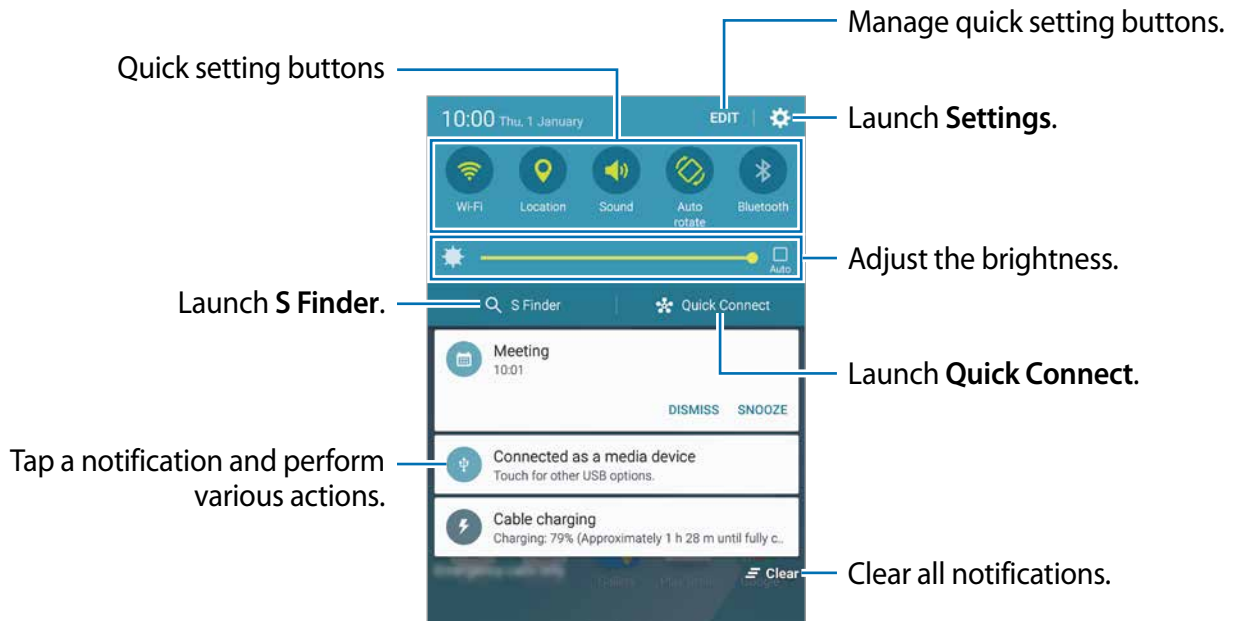 Manage quick setting buttons.
Quick setting buttons
10:00 Thu, 1 January EDIT
Launch Settings.
Wi-Fi Location Sound Auto rotate Bluetooth
Auto
Adjust the brightness.
Launch S Finder.
S Finder Quick Connect
Meeting
10:01
Launch Quick Connect.
DISMISS SNOOZE
Tap a notification and perform
various actions.
Connected as a media device
Touch for other USB options.
Cable charging
Charging: 79% (Approximately 1 h 28 m until fully c..
Clear
Clear all notifications.